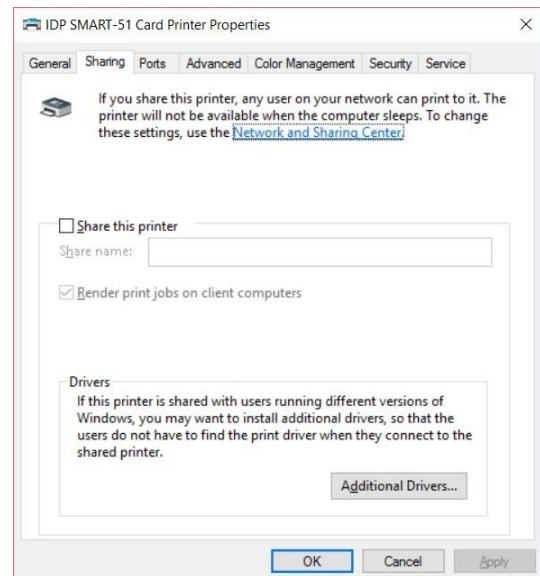 IDP SMART-51 Card Printer Properties
General Sharing Ports Advanced Color Management Security Service
If you share this printer, any user on your network can print to it. The
printer will not be available when the computer sleeps. To change
these settings, use the Network and Sharing Center.
Share this printer
Share name:
Render print jobs on client computers
Drivers
If this printer is shared with users running different versions of
Windows, you may want to install additional drivers, so that the
users do not have to find the print driver when they connect to the
shared printer.
Additional Drivers...
OK Cancel Apply